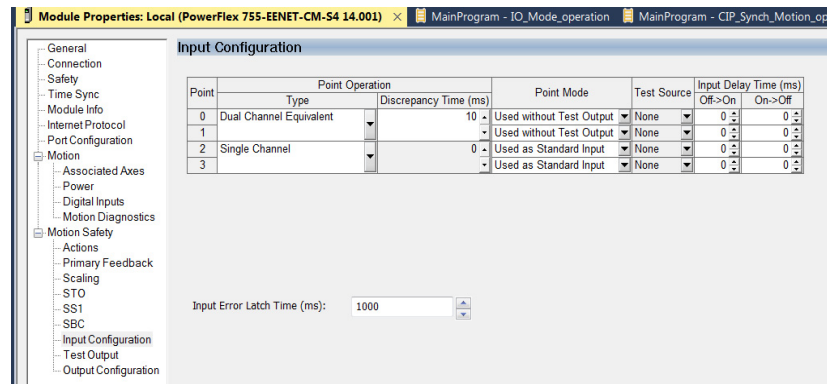 Module Properties: Local (PowerFlex 755-EENET-CM-S4 14.001) × MainProgram - IO_Mode_operation MainProgram - CIP_Synch_Motion_op
General
Connection
Safety
Time Sync
Module Info
Internet Protocol
Port Configuration
Motion
Associated Axes
Power
Digital Inputs
Motion Diagnostics
Motion Safety
Actions
Primary Feedback
Scaling
STO
SS1
SBC
Input Configuration
Test Output
Output Configuration
Input Configuration
Point Point Operation Point Mode Test Source Input Delay Time (ms)
Type Discrepancy Time (ms) Off->On On->Off
0 Dual Channel Equivalent 10 Used without Test Output None 0 0
1 Used without Test Output None 0 0
2 Single Channel 0 Used as Standard Input None 0 0
3 Used as Standard Input None 0 0
Input Error Latch Time (ms): 1000